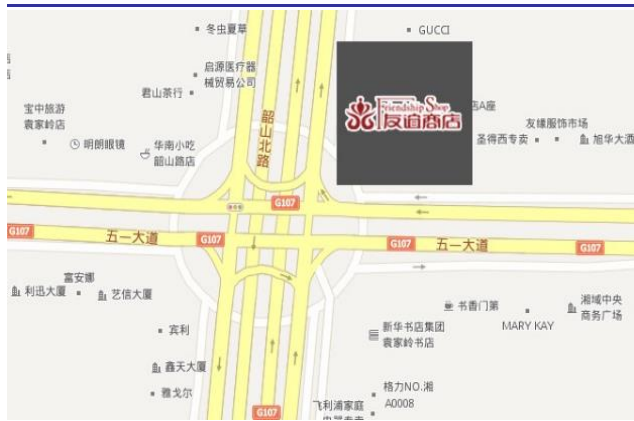 冬虫夏草
GUCCI
启源医疗器
械贸易公司
君山茶行
Friendship Shop
友谊商店
店A座
宝中旅游
袁家岭店
明朗眼镜
华南小吃
韶山路店
韶山北路
友缘服饰市场
圣得西专卖
旭华大酒
G107
G107
五一大道
G107
G107
五一大道
G107
富安娜
利迅大厦
艺信大厦
书香门第
MARY KAY
湘域中央
商务广场
宾利
新华书店集团
袁家岭书店
鑫天大厦
雅戈尔
格力NO.湘
A0008
飞利浦家庭
G107